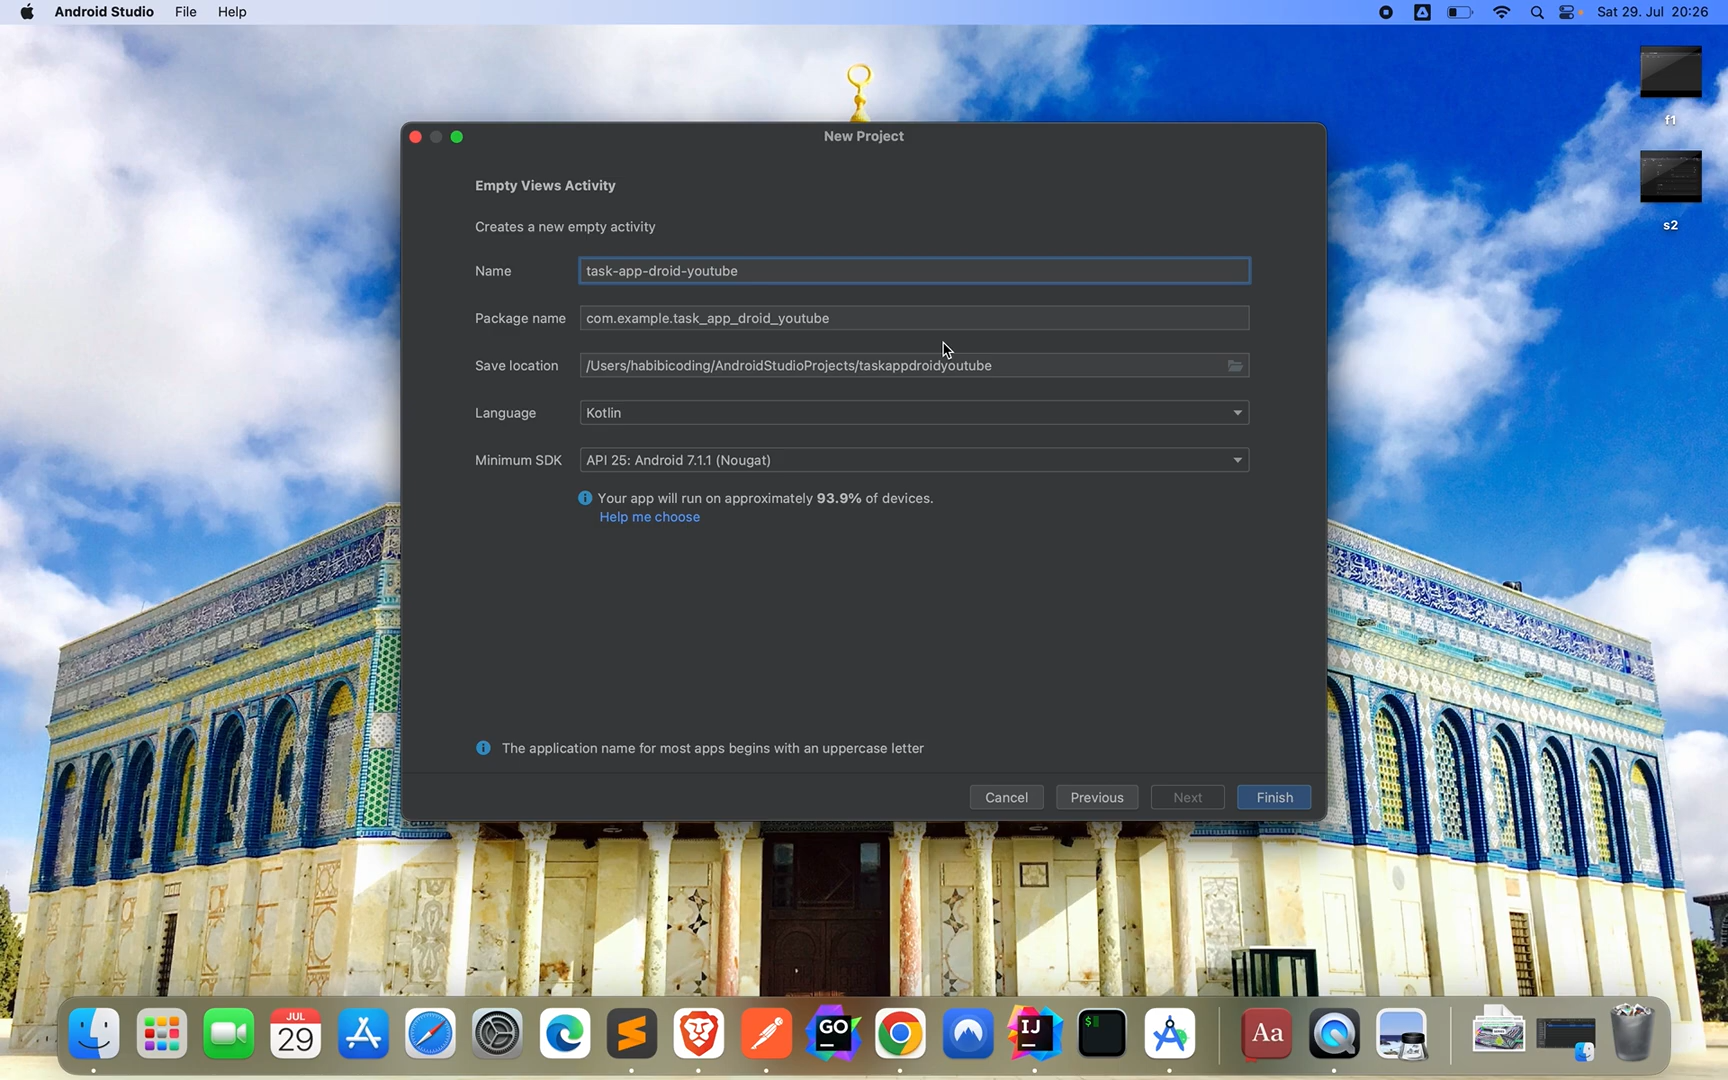 Android Studio File Help Sat 29. Jul 20:26
f1
s2
New Project
Empty Views Activity
Creates a new empty activity
Name task-app-droid-youtube
Package name com.example.task_app_droid_youtube
Save location /Users/habibicoding/AndroidStudioProjects/taskappdroidyoutube
Language Kotlin
Minimum SDK API 25: Android 7.1.1 (Nougat)
Your app will run on approximately 93.9% of devices.
Help me choose
The application name for most apps begins with an uppercase letter
Cancel Previous Next Finish
JUL
29
GO
IJ
$
Aa